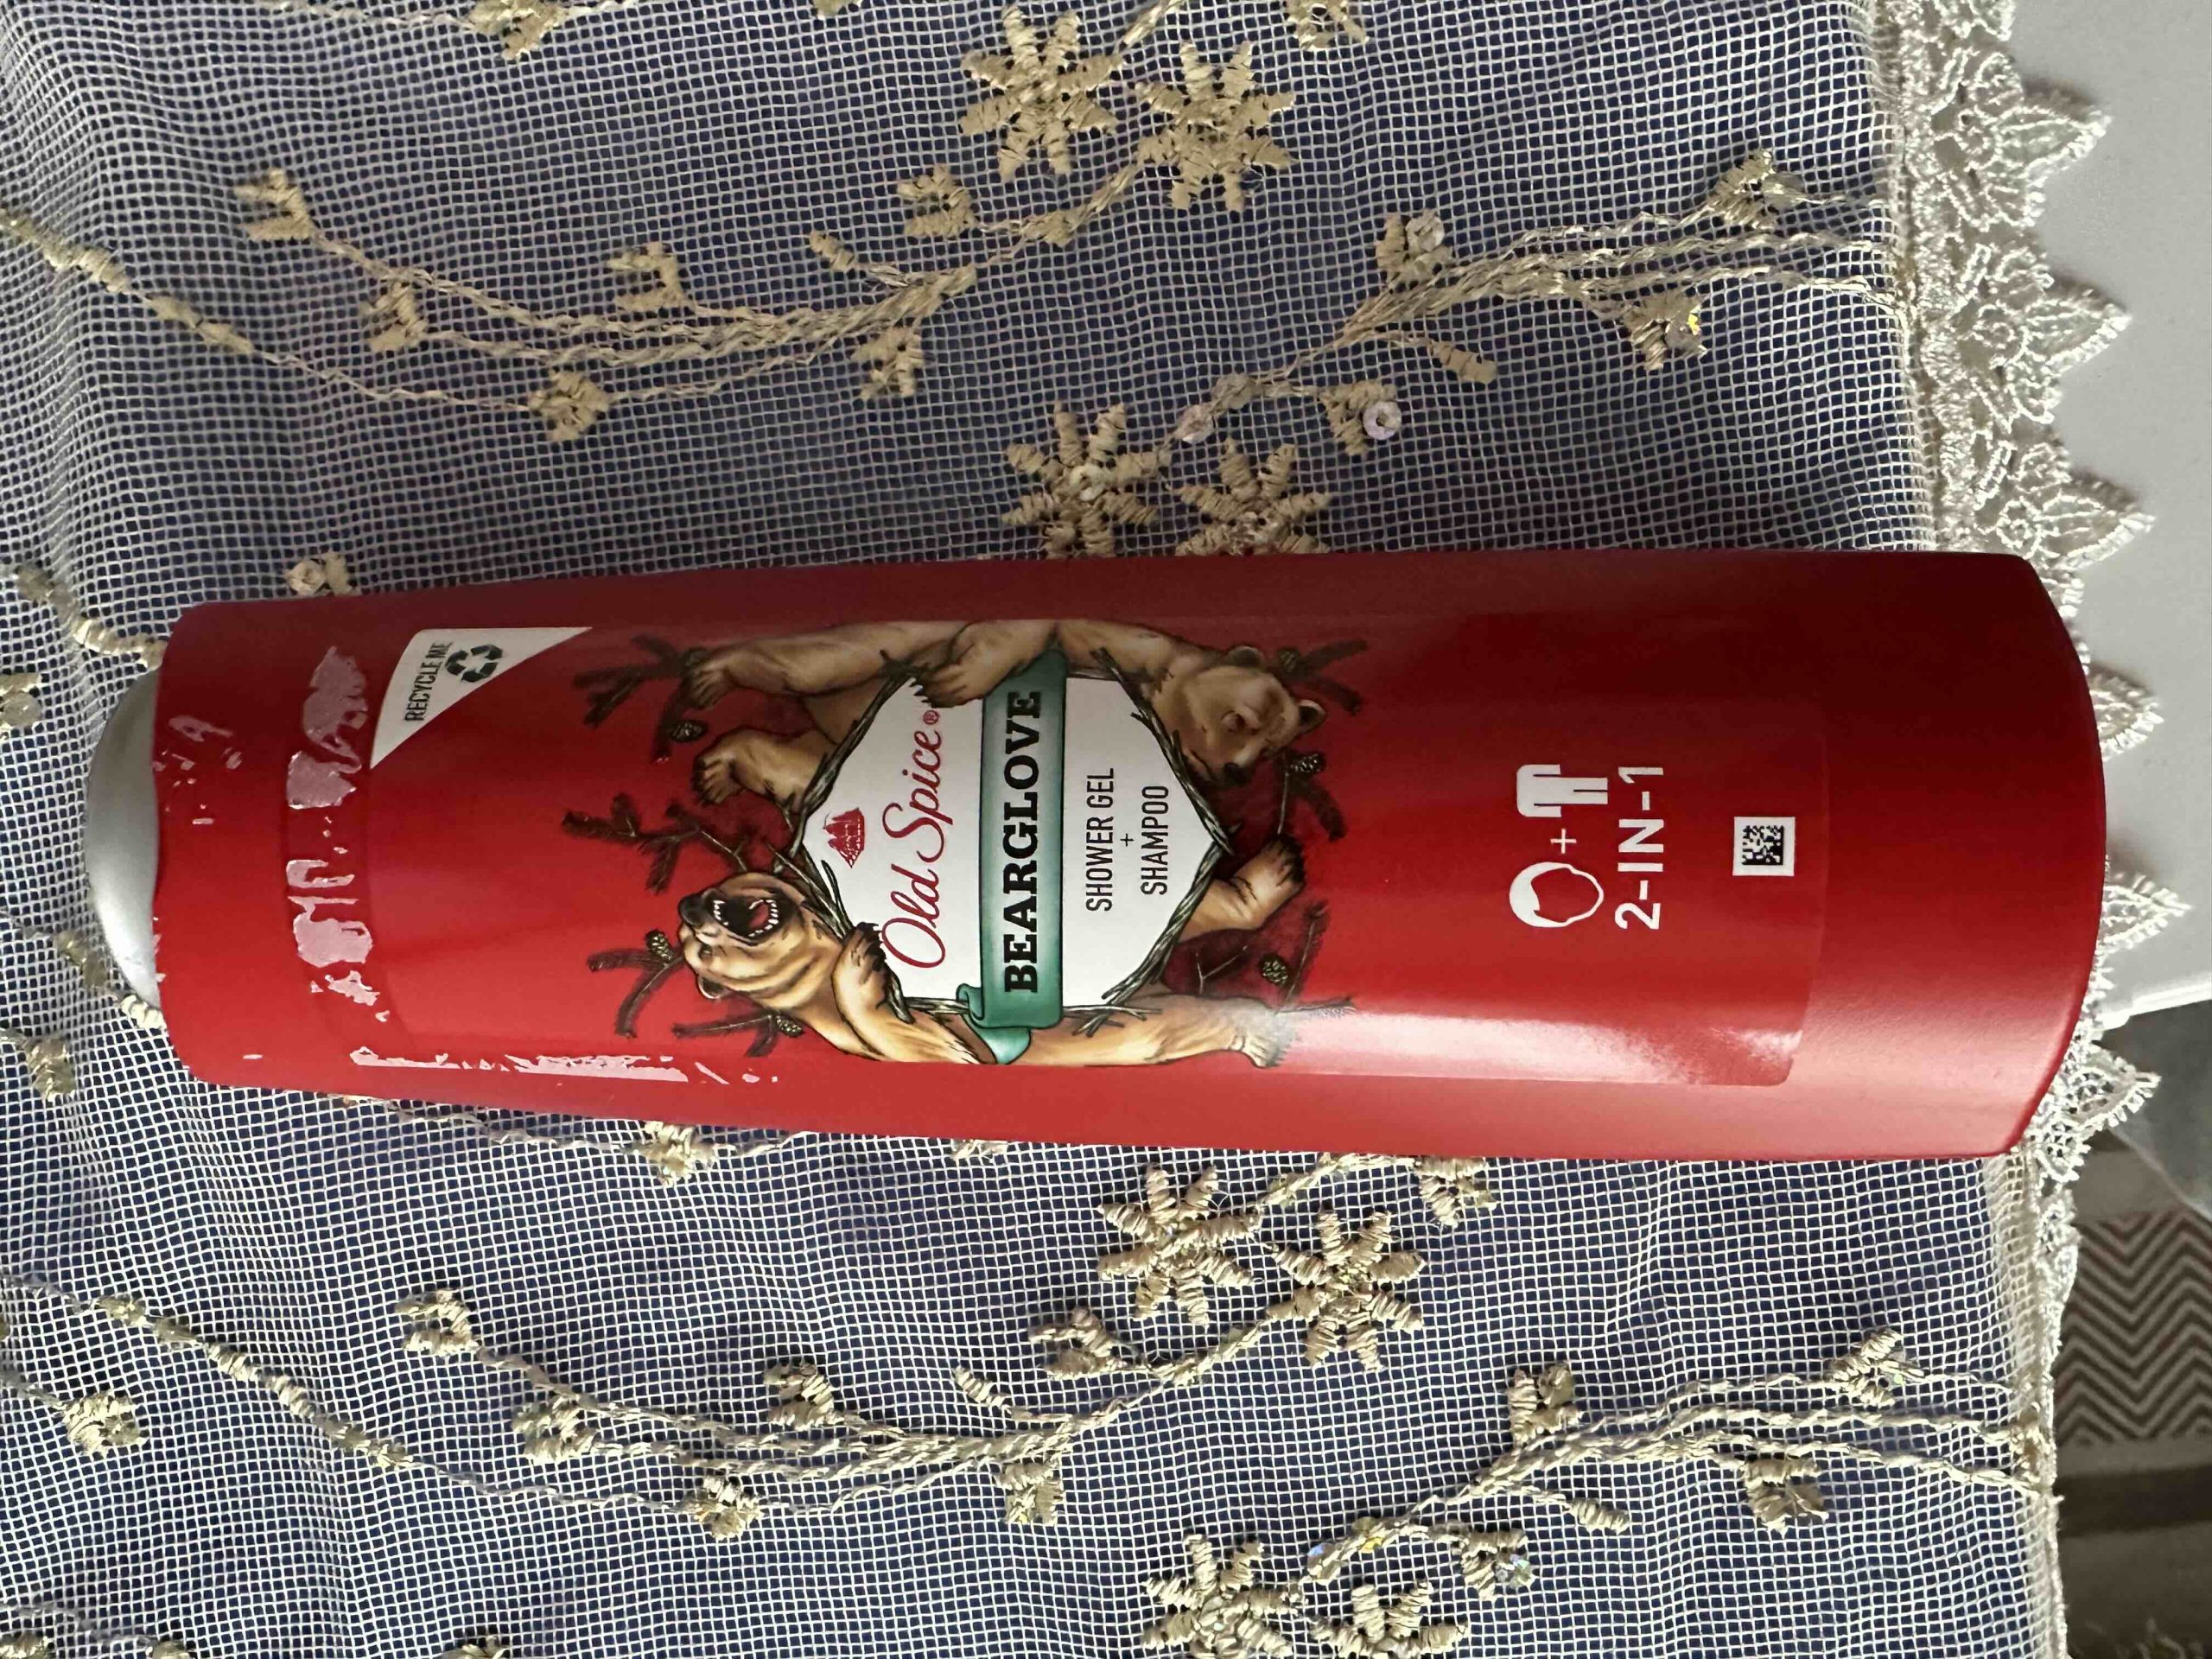 RECYCLE ME
Old Spice®
BEARGLOVE
SHOWER GEL
+
SHAMPOO
+
2-IN-1